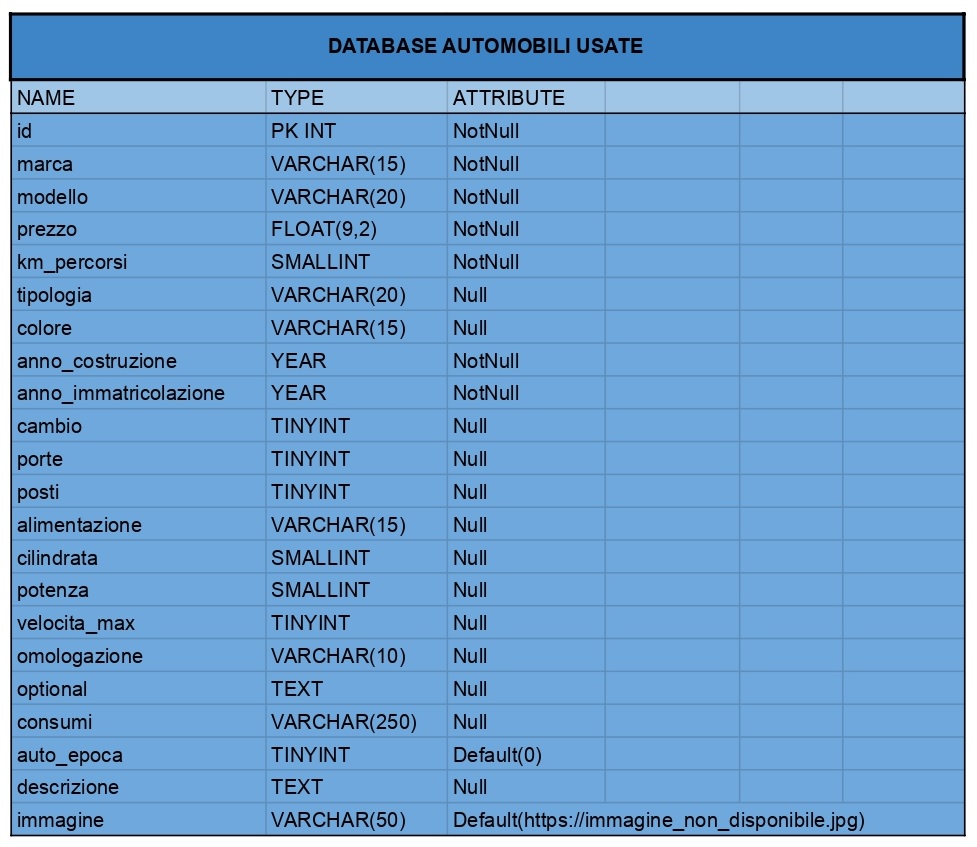 DATABASE AUTOMOBILI USATE
NAME TYPE ATTRIBUTE
id PK INT NotNull
marca VARCHAR(15) NotNull
modello VARCHAR(20) NotNull
prezzo FLOAT(9,2) NotNull
km_percorsi SMALLINT NotNull
tipologia VARCHAR(20) Null
colore VARCHAR(15) Null
anno_costruzione YEAR NotNull
anno_immatricolazione YEAR NotNull
cambio TINYINT Null
porte TINYINT Null
posti TINYINT Null
alimentazione VARCHAR(15) Null
cilindrata SMALLINT Null
potenza SMALLINT Null
velocita_max TINYINT Null
omologazione VARCHAR(10) Null
optional TEXT Null
consumi VARCHAR(250) Null
auto_epoca TINYINT Default(0)
descrizione TEXT Null
immagine VARCHAR(50) Default(https://immagine_non_disponibile.jpg)